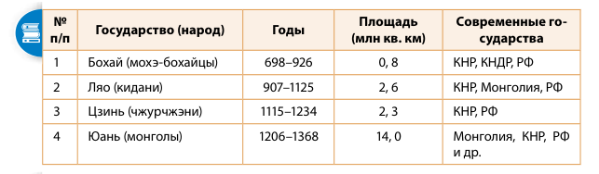 № п/п Государство (народ) Годы Площадь (млн кв. км) Современные го-сударства
1 Бохай (мохэ-бохайцы) 698–926 0, 8 КНР, КНДР, РФ
2 Ляо (кидани) 907–1125 2, 6 КНР, Монголия, РФ
3 Цзинь (чжурчжэни) 1115–1234 2, 3 КНР, РФ
4 Юань (монголы) 1206–1368 14, 0 Монголия, КНР, РФ
и др.